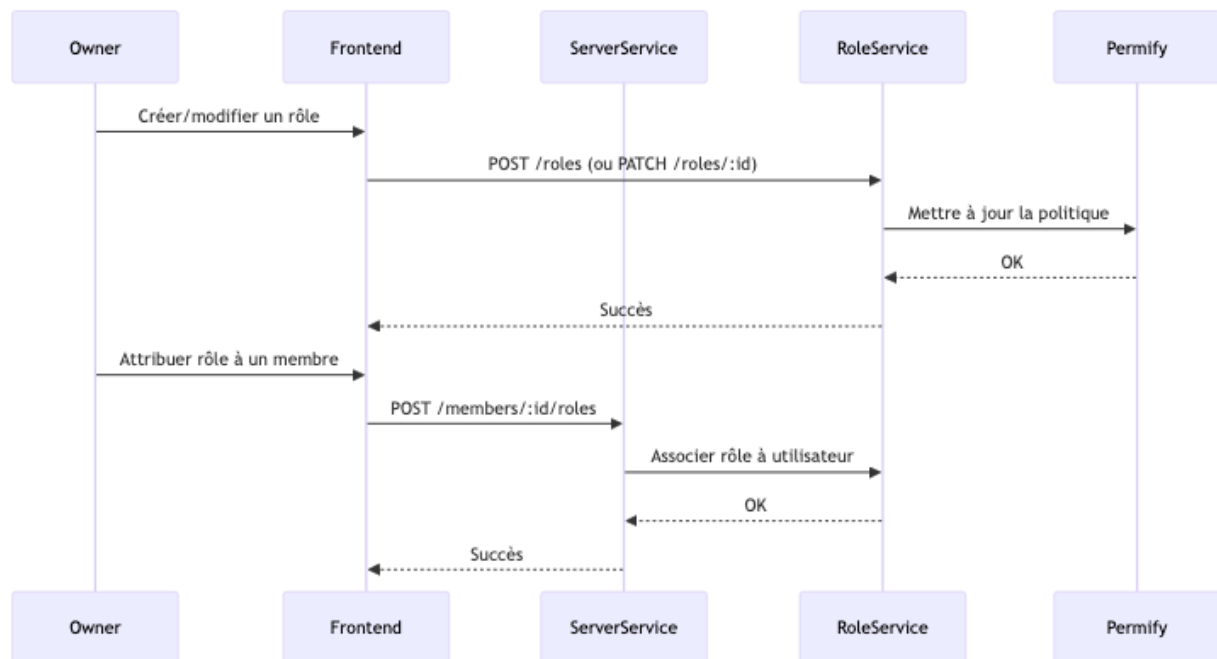 Owner
Frontend
ServerService
RoleService
Permify
Créer/modifier un rôle
POST /roles (ou PATCH /roles/:id)
Mettre à jour la politique
OK
Succès
Attribuer rôle à un membre
POST /members/:id/roles
Associer rôle à utilisateur
OK
Succès
Owner
Frontend
ServerService
RoleService
Permify